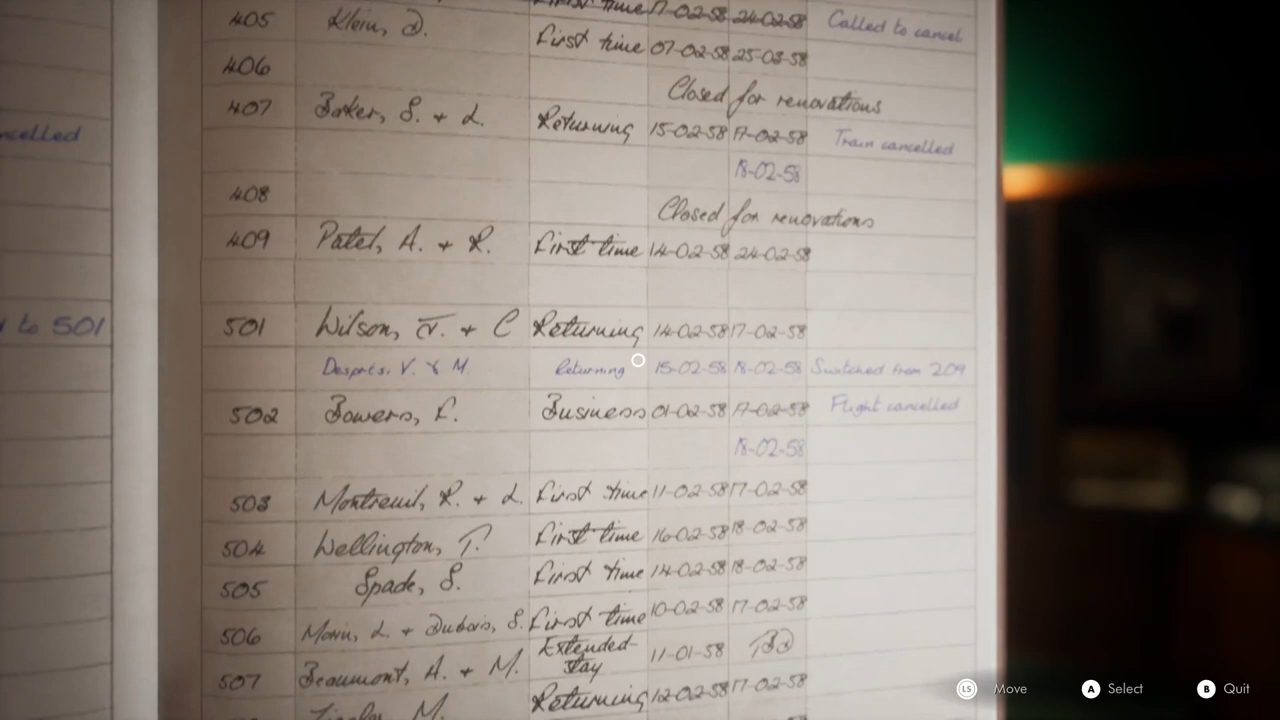 First time 17-02-58 24-02-58 Called to cancel
405 Klein, D. First time 07-02-58 25-03-58
406 Closed for renovations
ncelled 407 Baker, S. + L. Returning 15-02-58 17-02-58 Train cancelled
18-02-58
408 Closed for renovations
409 Patel, A. + R. First time 14-02-58 24-02-58
to 501 501 Wilson, J. + C Returning 14-02-58 17-02-58
Després, V. & M. Returning 15-02-58 18-02-58 Switched from 209
502 Bowers, F. Business 01-02-58 17-02-58 Flight cancelled
18-02-58
503 Montreuil, R. + L. First time 11-02-58 17-02-58
504 Wellington, T. First time 16-02-58 18-02-58
505 Spade, S. First time 14-02-58 18-02-58
506 Morin, L. + Dubois, S. First time 10-02-58 17-02-58
507 Beaumont, A. + M. Extended stay 11-01-58 TBD
M. Returning 12-02-58 17-02-58
LS Move A Select B Quit